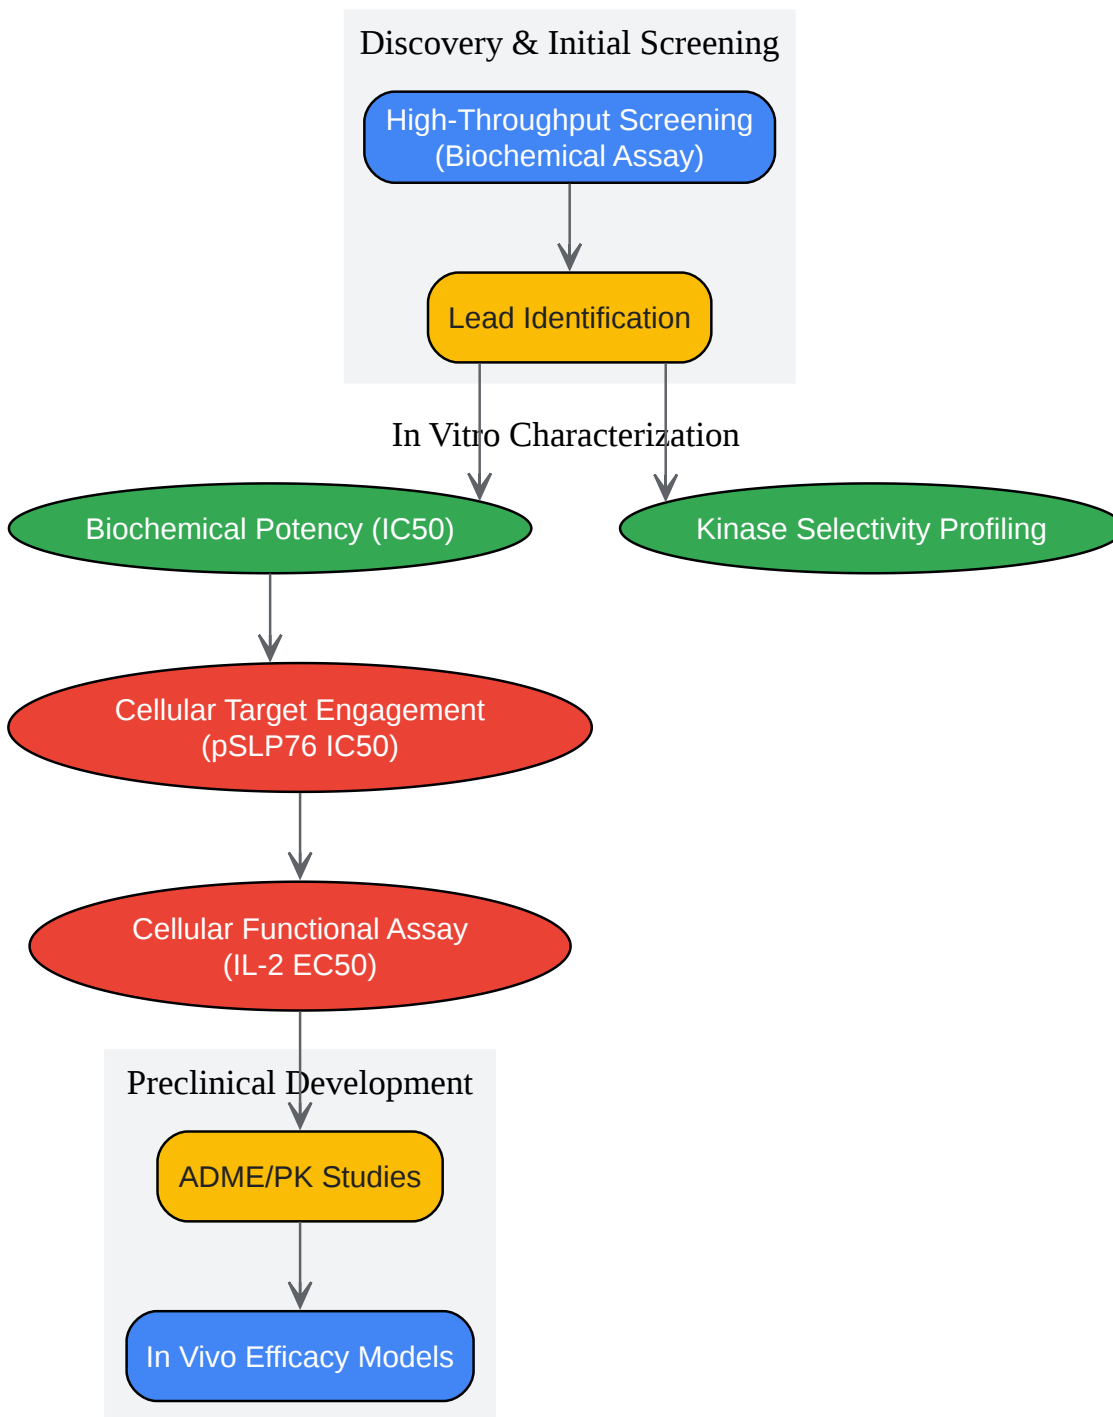 Discovery & Initial Screening
High-Throughput Screening
(Biochemical Assay)
Lead Identification
In Vitro Characterization
Biochemical Potency (IC50)
Kinase Selectivity Profiling
Cellular Target Engagement
(pSLP76 IC50)
Cellular Functional Assay
(IL-2 EC50)
Preclinical Development
ADME/PK Studies
In Vivo Efficacy Models